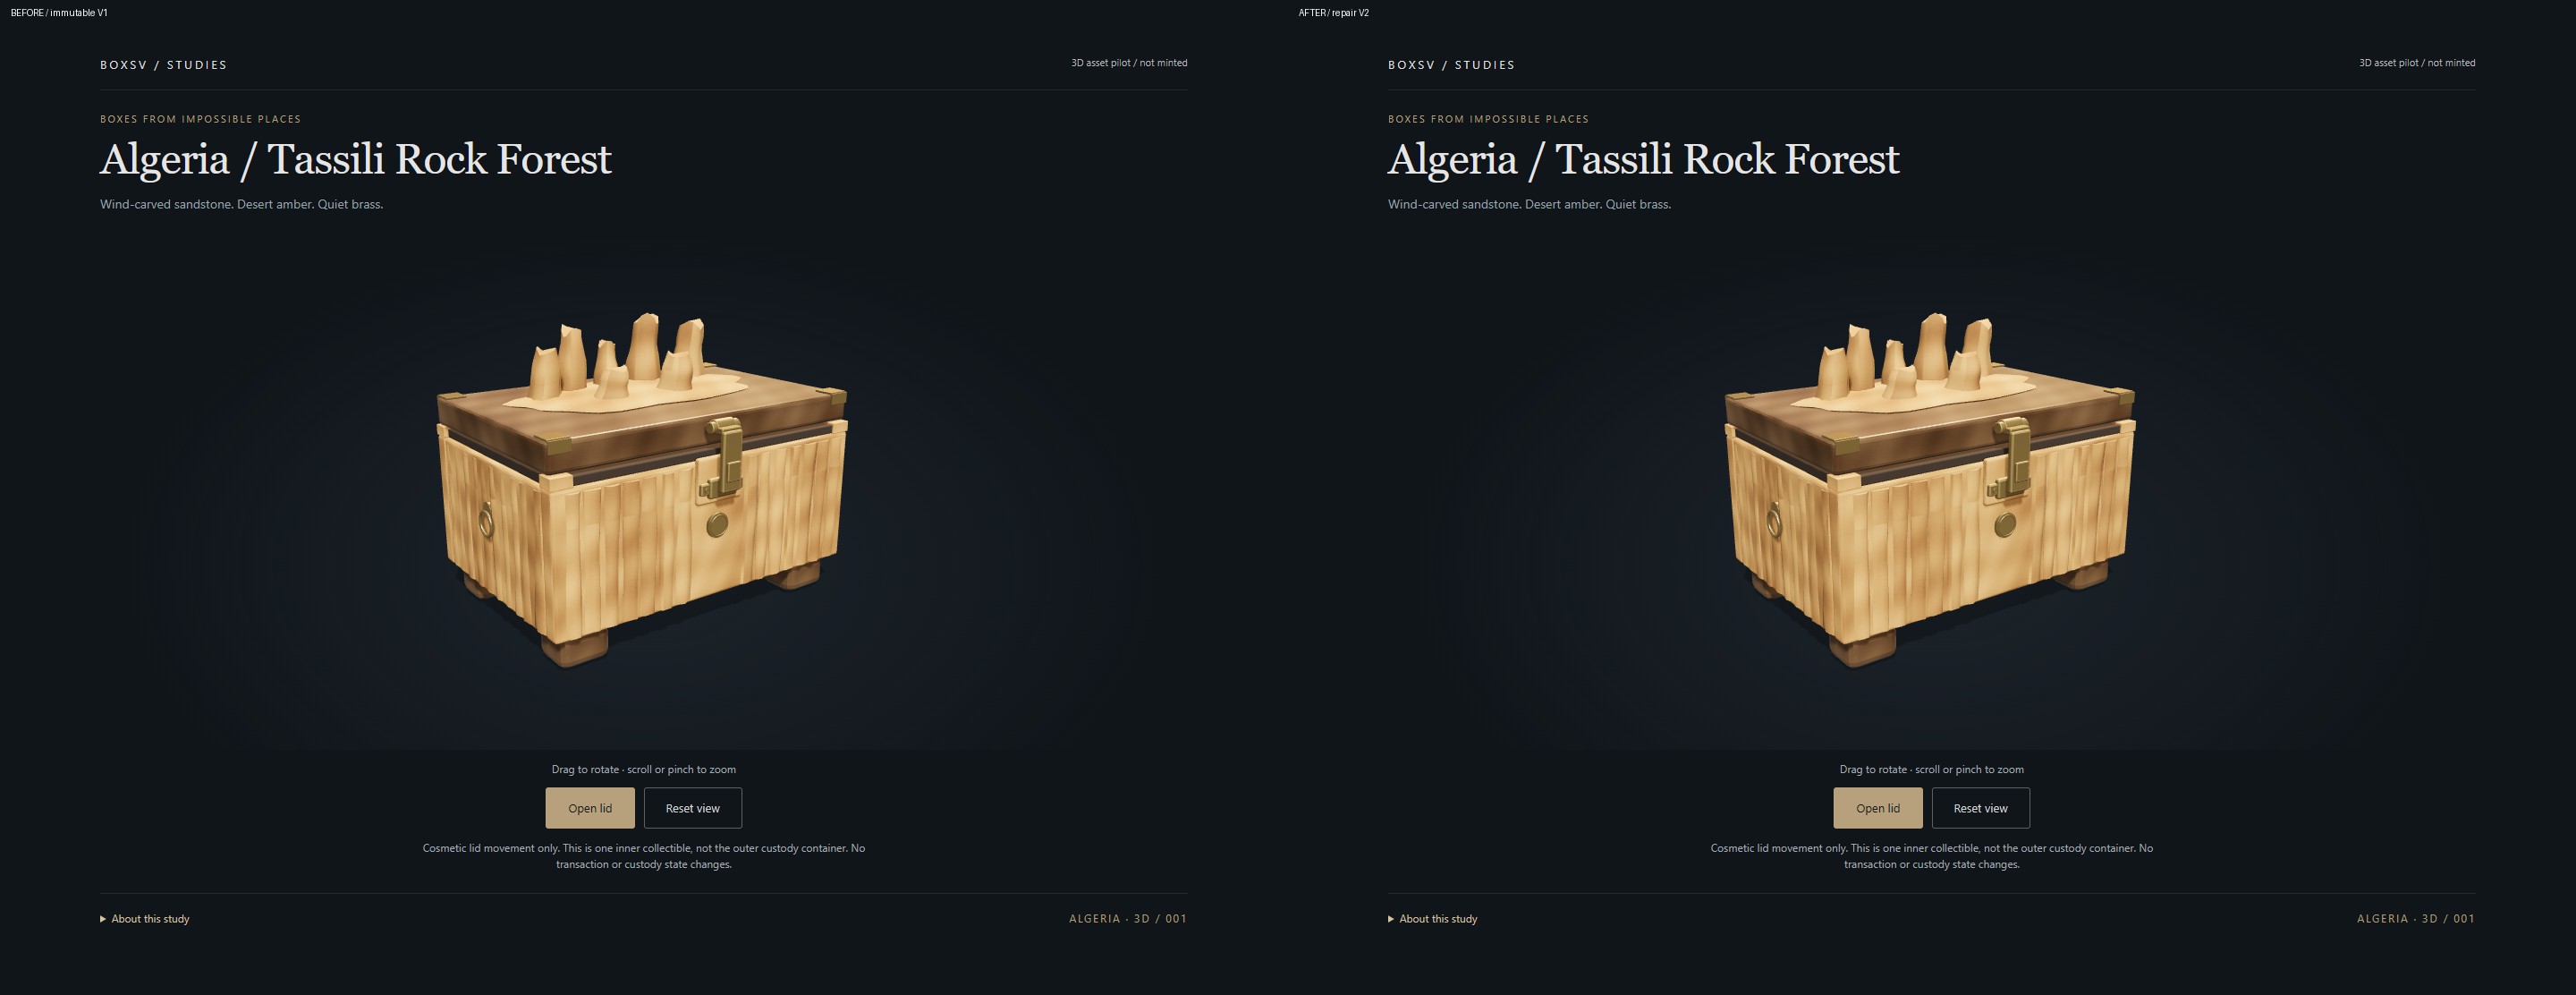 BEFORE / immutable V1
BOXSV / STUDIES
3D asset pilot / not minted
BOXES FROM IMPOSSIBLE PLACES
Algeria / Tassili Rock Forest
Wind-carved sandstone. Desert amber. Quiet brass.
Drag to rotate · scroll or pinch to zoom
Open lid
Reset view
Cosmetic lid movement only. This is one inner collectible, not the outer custody container. No
transaction or custody state changes.
▶ About this study
ALGERIA · 3D / 001
AFTER / repair V2
BOXSV / STUDIES
3D asset pilot / not minted
BOXES FROM IMPOSSIBLE PLACES
Algeria / Tassili Rock Forest
Wind-carved sandstone. Desert amber. Quiet brass.
Drag to rotate · scroll or pinch to zoom
Open lid
Reset view
Cosmetic lid movement only. This is one inner collectible, not the outer custody container. No
transaction or custody state changes.
▶ About this study
ALGERIA · 3D / 001